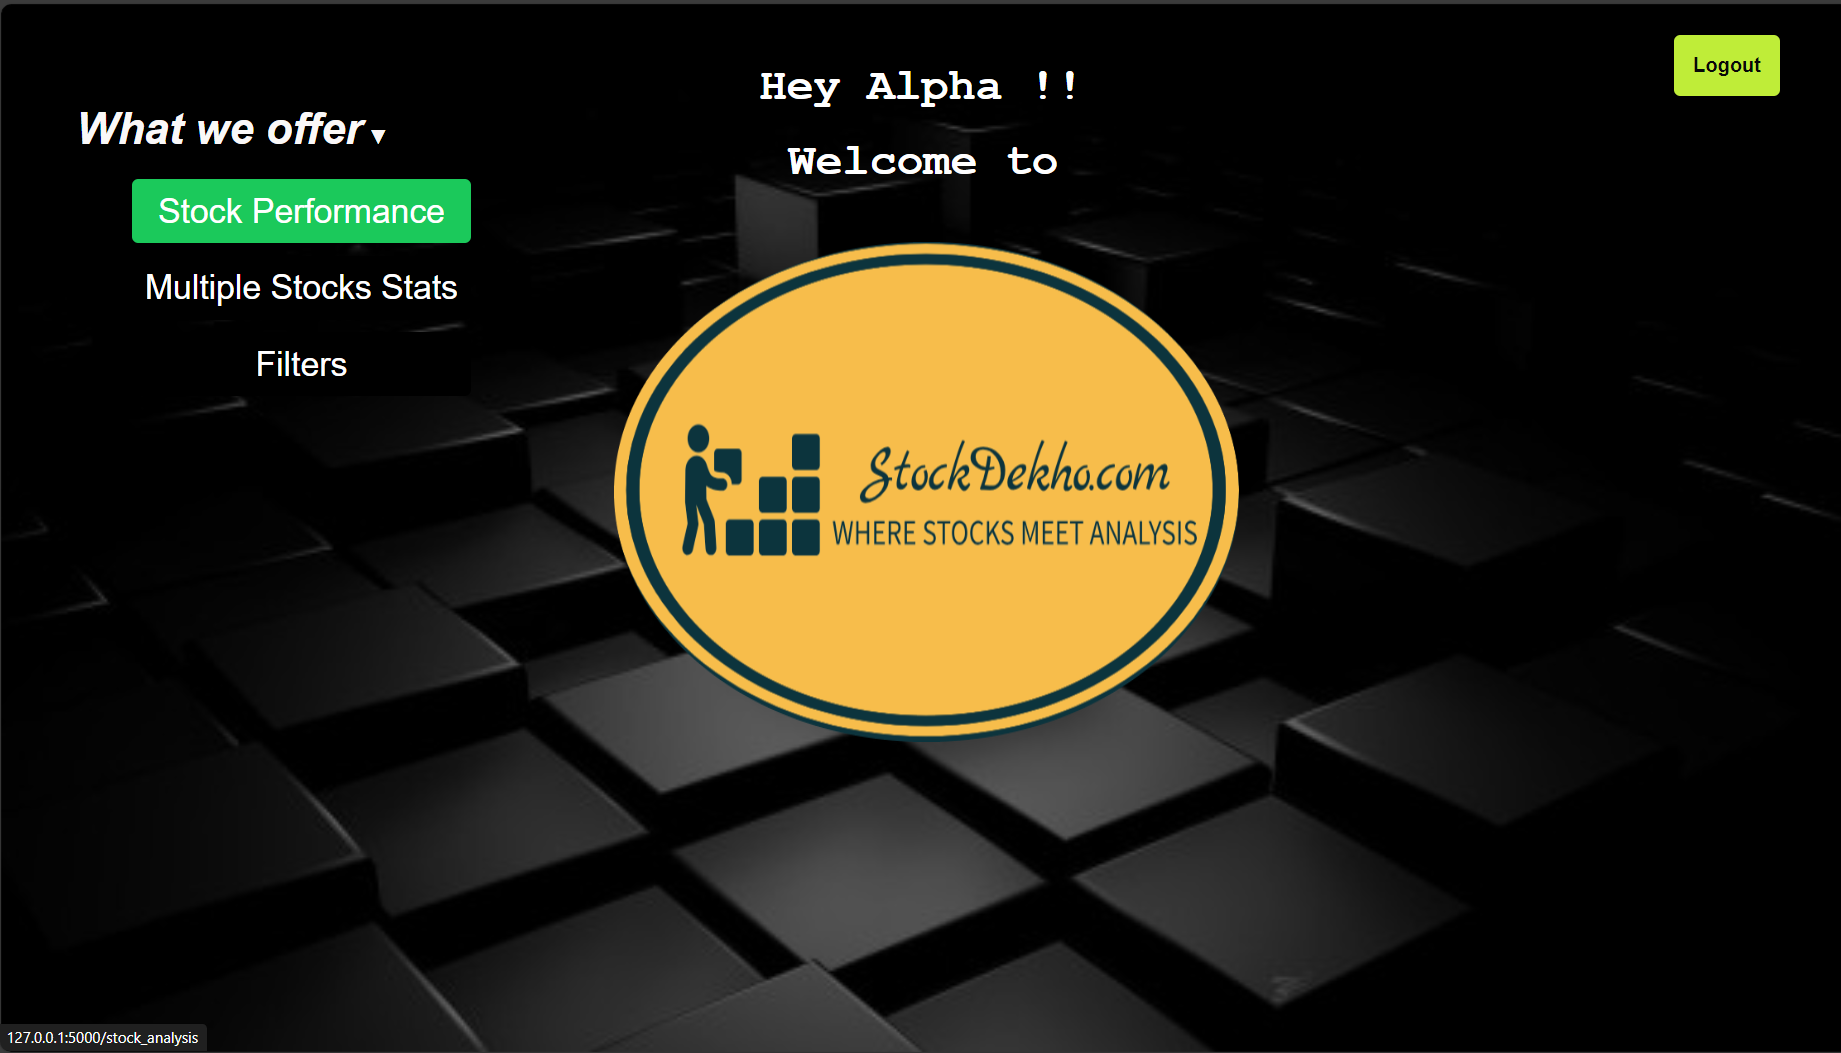 Hey Alpha !!
Logout
What we offer ▼
Welcome to
Stock Performance
Multiple Stocks Stats
Filters
StockDekho.com
WHERE STOCKS MEET ANALYSIS
127.0.0.1:5000/stock_analysis